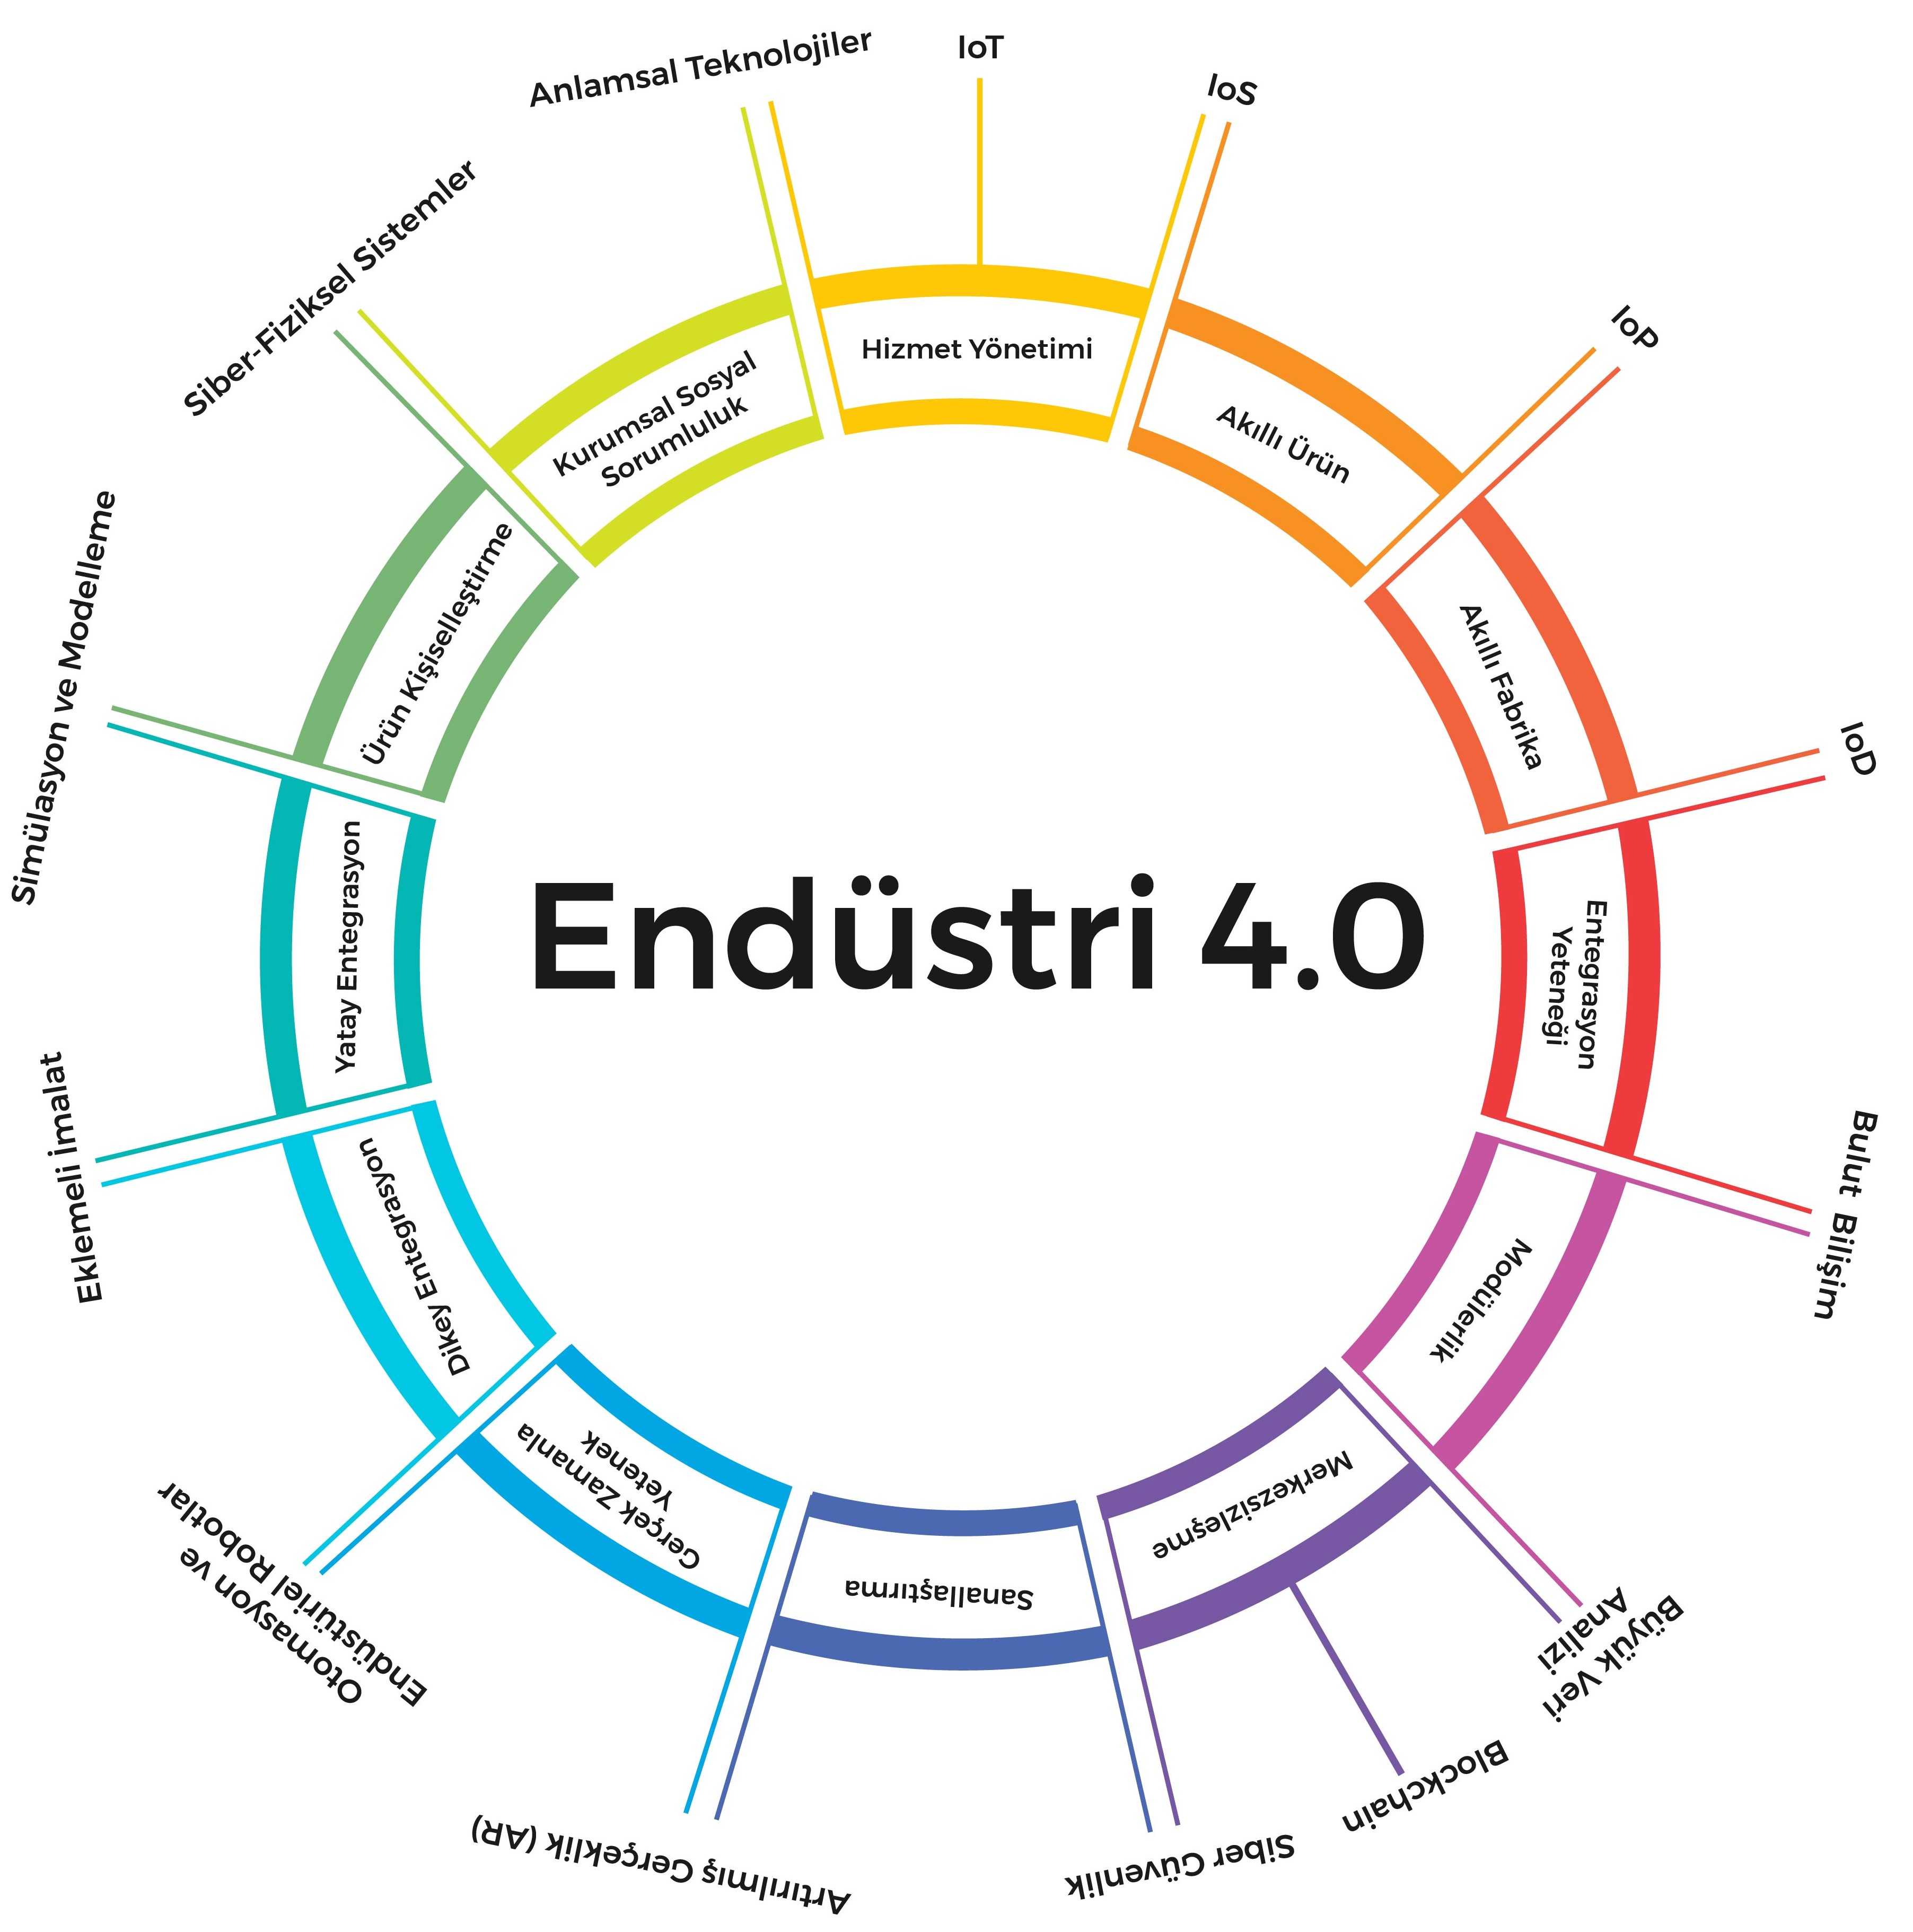 Anlamsal Teknolojiler
IoT
IoS
IoP
IoD
Bulut Bilişim
Büyük Veri
Analizi
Blockchain
Siber Güvenlik
Artırılmış Gerçeklik (AR)
Otomasyon ve
Endüstüriel Robotlar
Eklemeli İmalat
Simülasyon ve Modelleme
Siber-Fiziksel Sistemler
Hizmet Yönetimi
Akıllı Ürün
Akıllı Fabrika
Entegrasyon
Yeteneği
Modülerlik
Merkezsizleşme
Sanallaştırma
Gerçek Zamanla
Yetenek
Dikey Entegrasyon
Yatay Entegrasyon
Ürün Kişiselleştirme
Kurumsal Sosyal
Sorumluluk
Endüstri 4.0